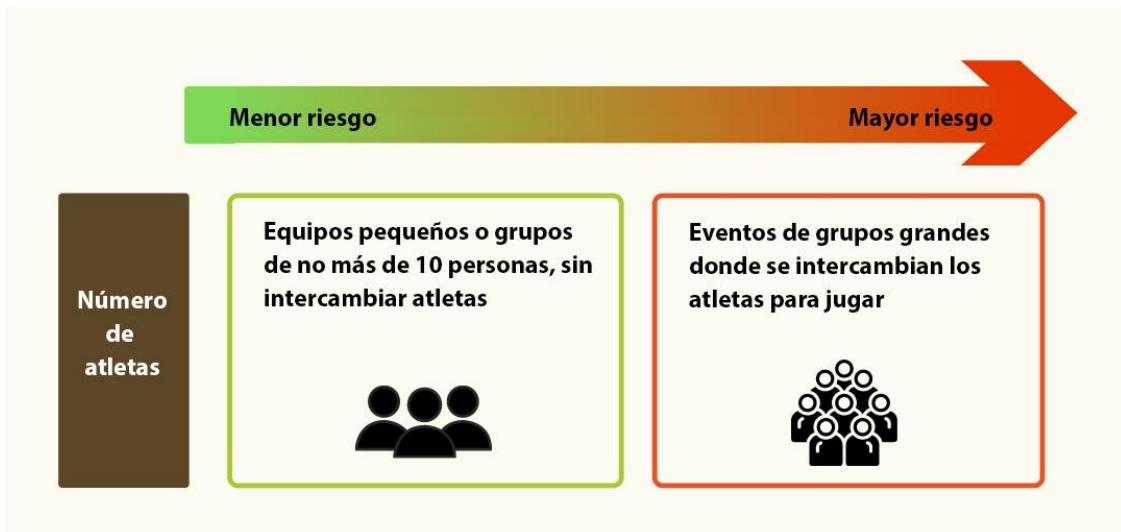 Menor riesgo
Mayor riesgo
Número
de
atletas
Equipos pequeños o grupos
de no más de 10 personas, sin
intercambiar atletas
Eventos de grupos grandes
donde se intercambian los
atletas para jugar